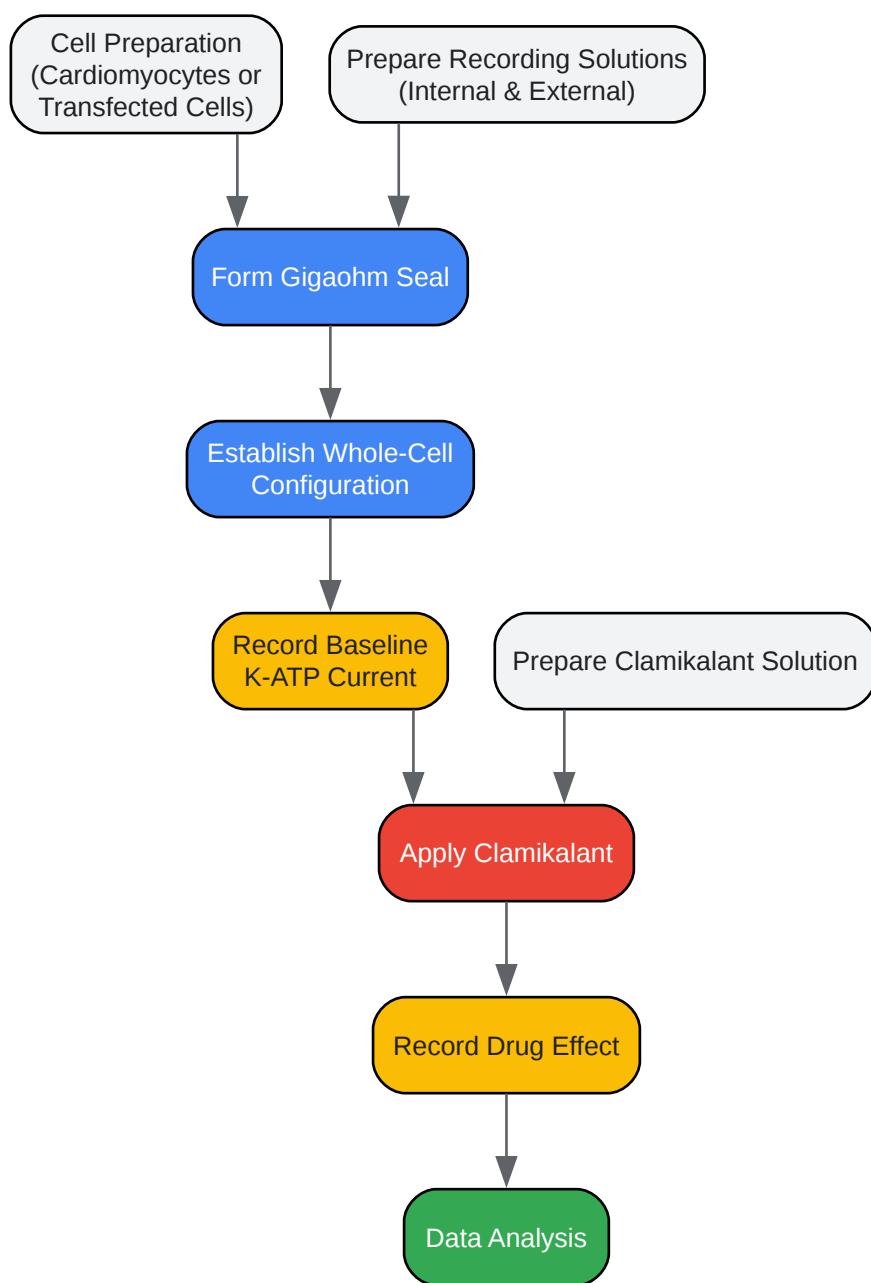 Cell Preparation
(Cardiomyocytes or
Transfected Cells)
Prepare Recording Solutions
(Internal & External)
Form Gigaohm Seal
Establish Whole-Cell
Configuration
Record Baseline
K-ATP Current
Prepare Clamikalant Solution
Apply Clamikalant
Record Drug Effect
Data Analysis